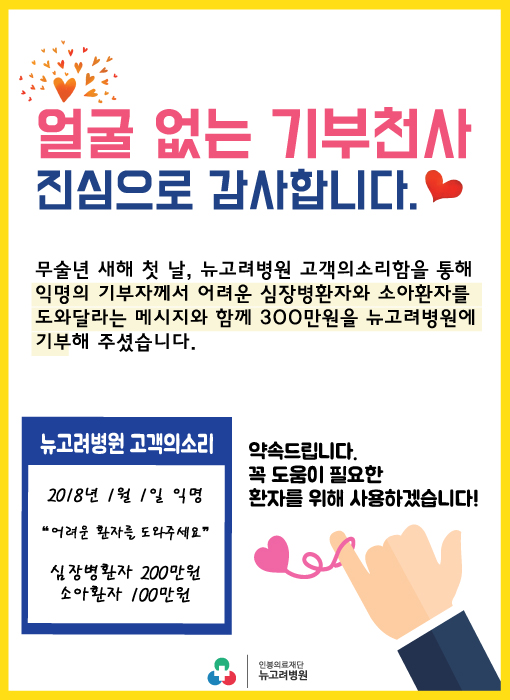 얼굴 없는 기부천사
진심으로 감사합니다.
무술년 새해 첫 날, 뉴고려병원 고객의소리함을 통해
익명의 기부자께서 어려운 심장병환자와 소아환자를
도와달라는 메시지와 함께 300만원을 뉴고려병원에
기부해 주셨습니다.
뉴고려병원 고객의소리
2018년 1월 1일 익명
“어려운 환자를 도와주세요”
심장병환자 200만원
소아환자 100만원
약속드립니다.
꼭 도움이 필요한
환자를 위해 사용하겠습니다!
인봉의료재단
뉴고려병원